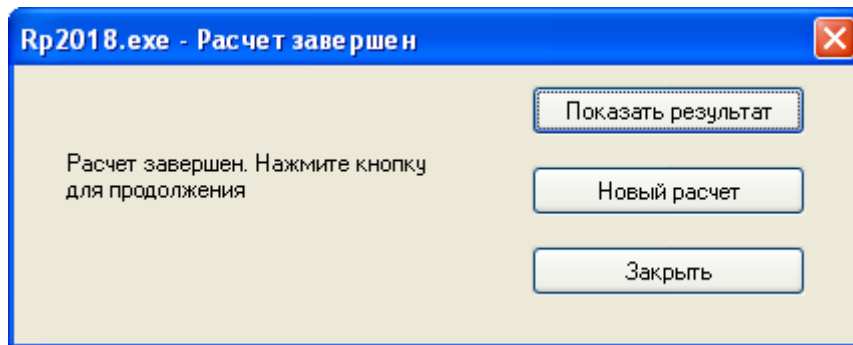 Rp2018.exe - Расчет завершен
Показать результат
Расчет завершен. Нажмите кнопку
для продолжения
Новый расчет
Закрыть